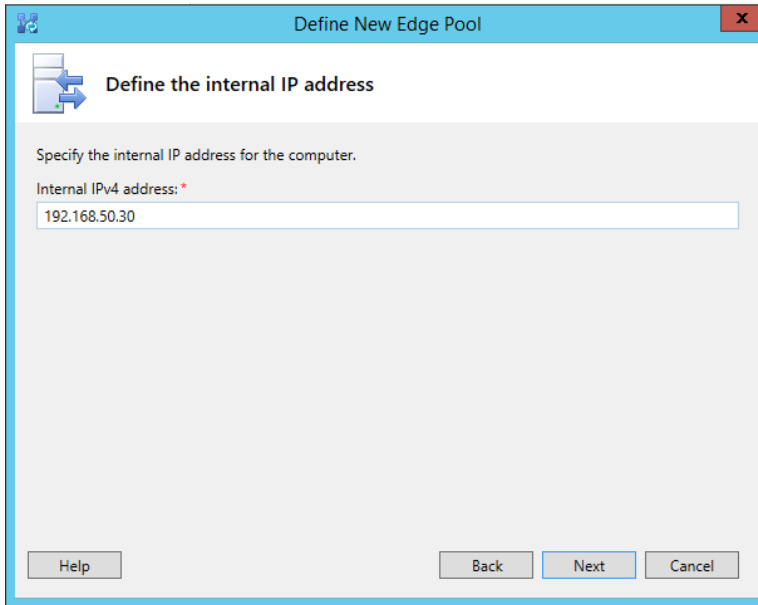 Define New Edge Pool
x
Define the internal IP address
Specify the internal IP address for the computer.
Internal IPv4 address: *
192.168.50.30
Help
Back
Next
Cancel